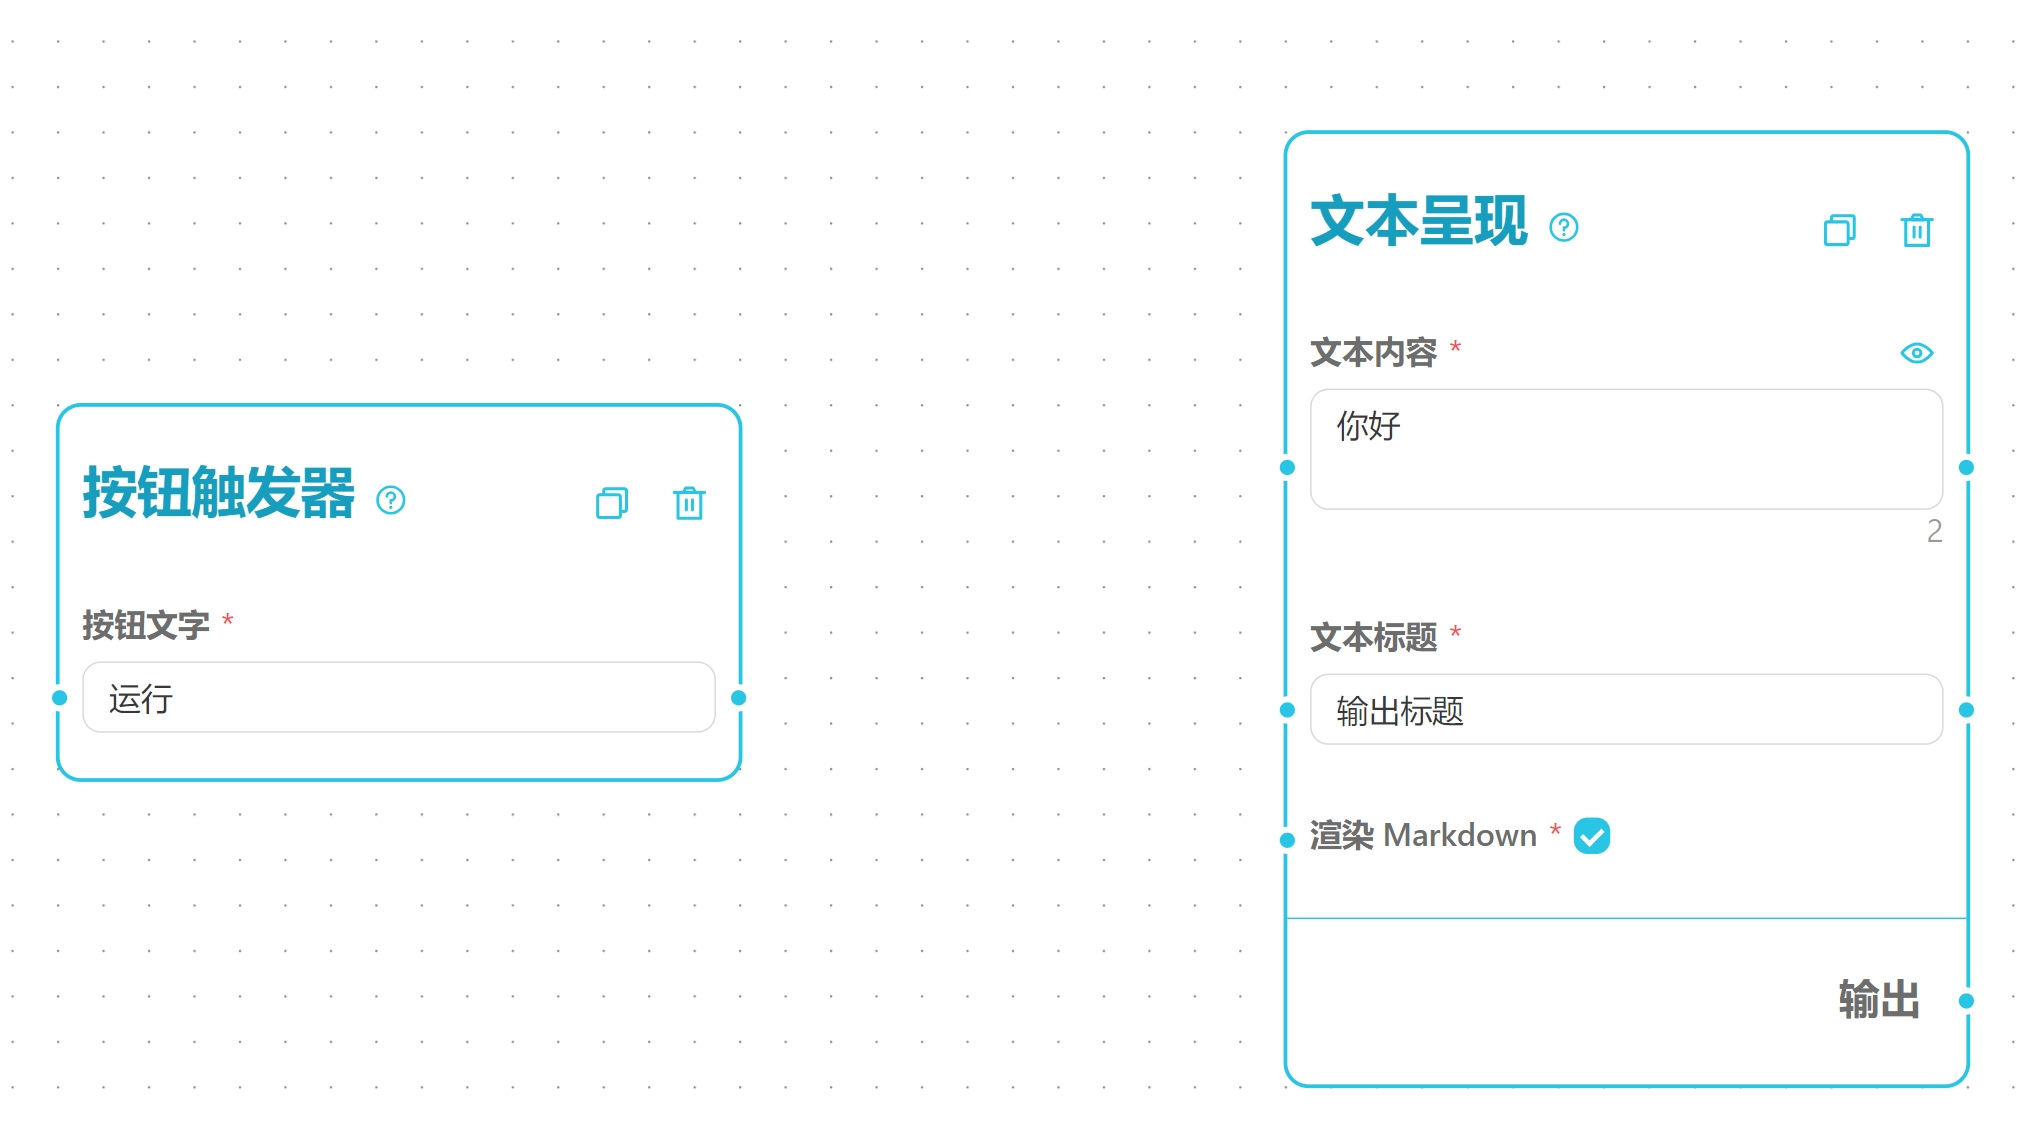 按钮触发器
按钮文字 *
运行
文本呈现
文本内容 *
你好
2
文本标题 *
输出标题
渲染 Markdown *
输出